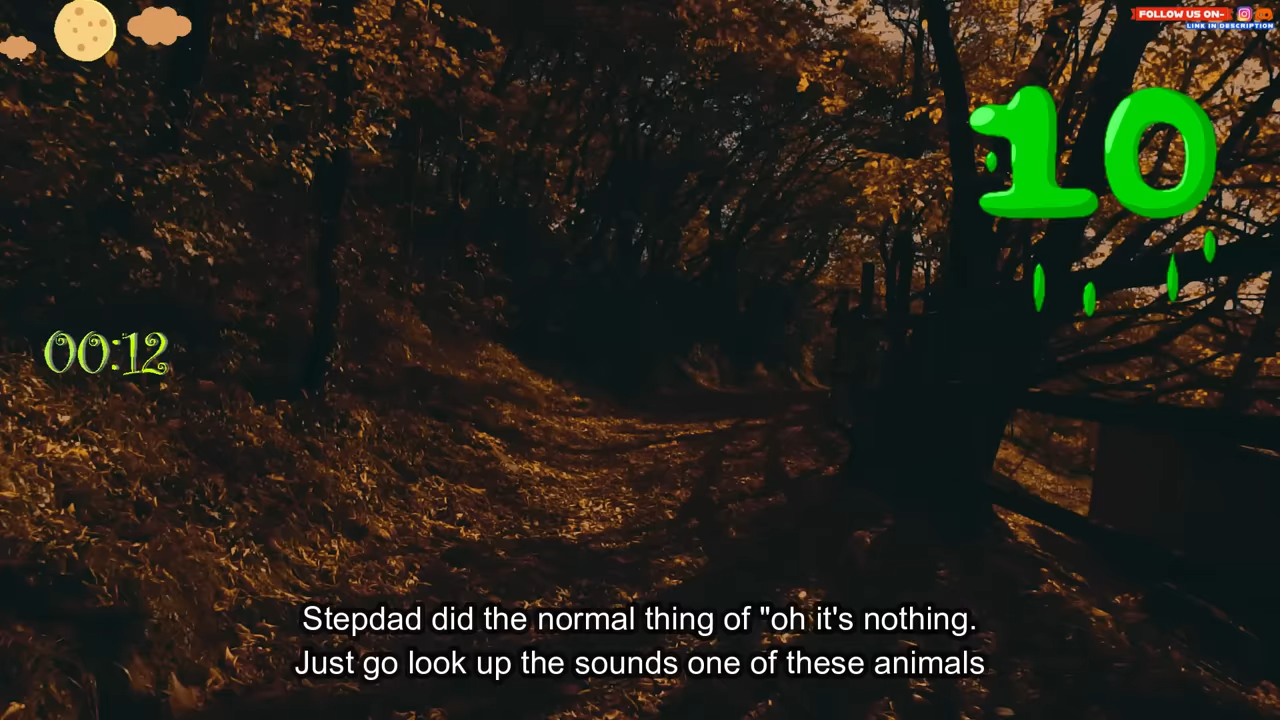 FOLLOW US ON-
LINK IN DESCRIPTION
10
00:12
Stepdad did the normal thing of "oh it's nothing.
Just go look up the sounds one of these animals